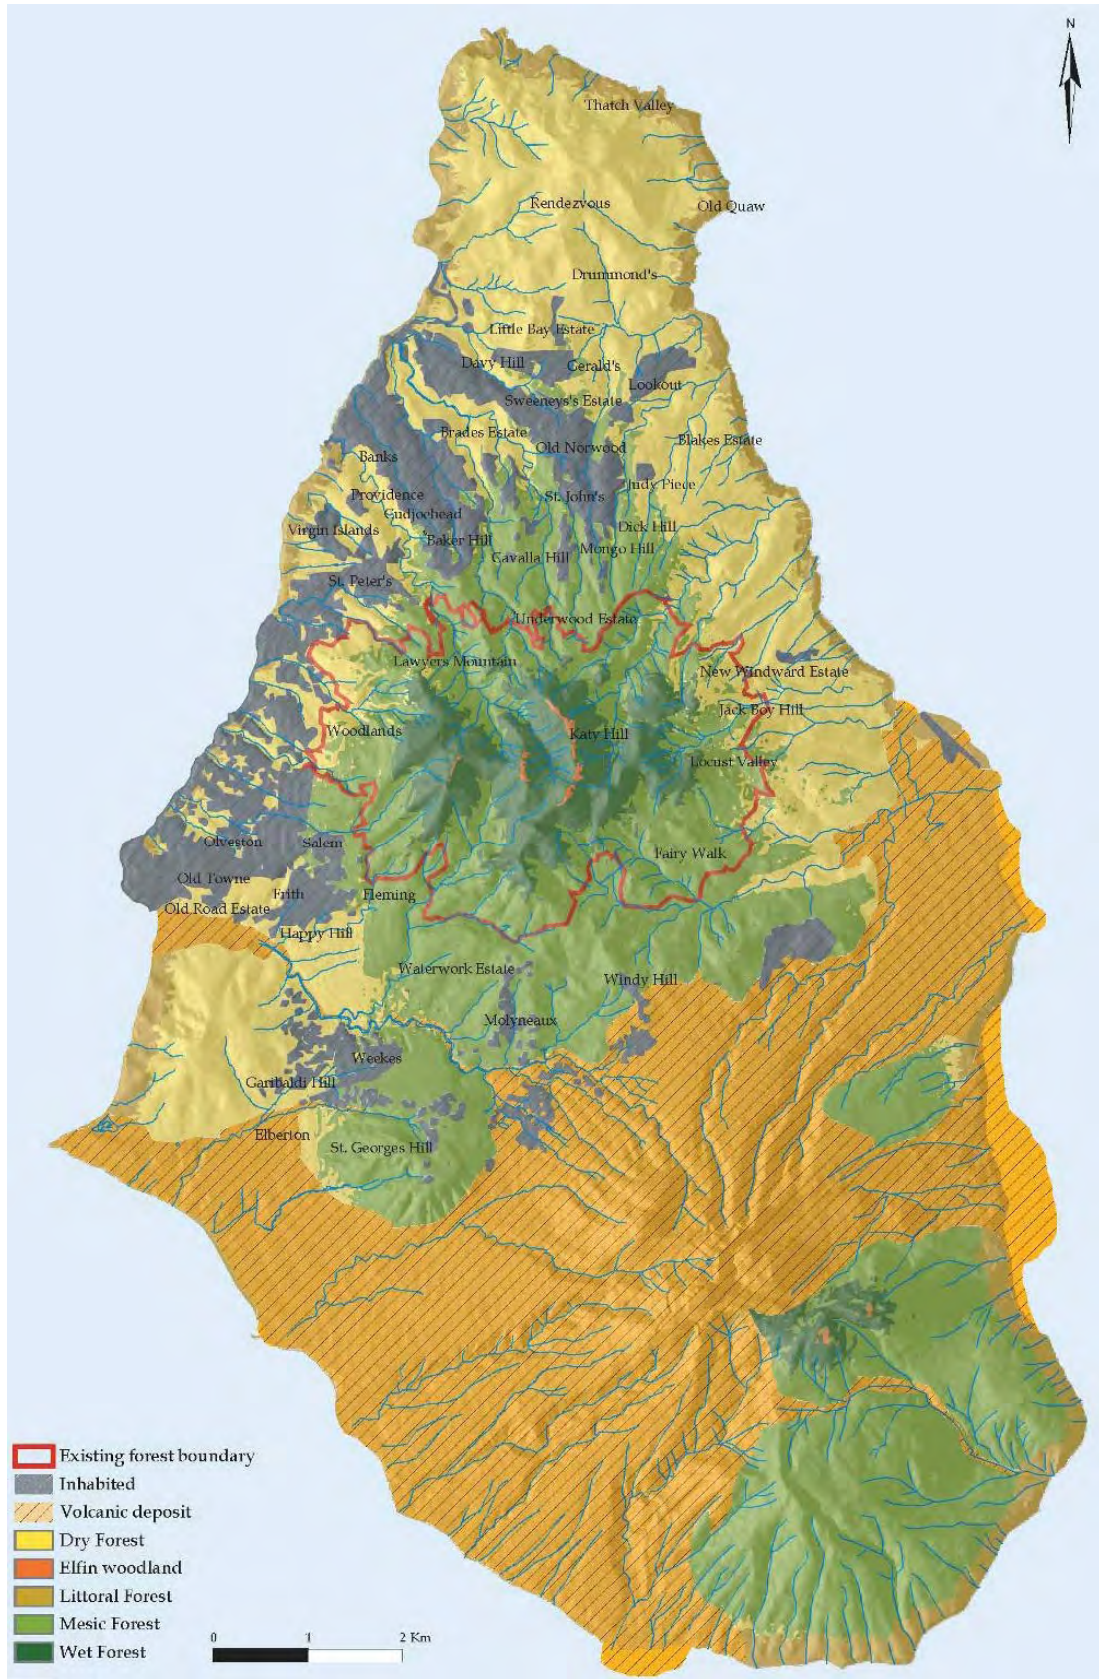 N
Thatch Valley
Rendezvous
Old Quaw
Drummond's
Little Bay Estate
Davy Hill
Gerald's
Lookout
Sweeneys's Estate
Brades Estate
Old Norwood
Blakes Estate
Banks
Providence
St. John's
Judy Piece
Cudjoehead
Virgin Islands
Baker Hill
Dick Hill
Cavalla Hill
Mongo Hill
St. Peter's
Underwood Estate
Lawyers Mountain
New Windward Estate
Jack Boy Hill
Woodlands
Katy Hill
Locust Valley
Olveston
Salem
Fairy Walk
Old Towne
Frith
Fleming
Old Road Estate
Happy Hill
Waterwork Estate
Windy Hill
Molyneaux
Weekes
Garibaldi Hill
Elberton
St. Georges Hill
Existing forest boundary
Inhabited
Volcanic deposit
Dry Forest
Elfin woodland
Littoral Forest
Mesic Forest
Wet Forest
0 1 2 Km